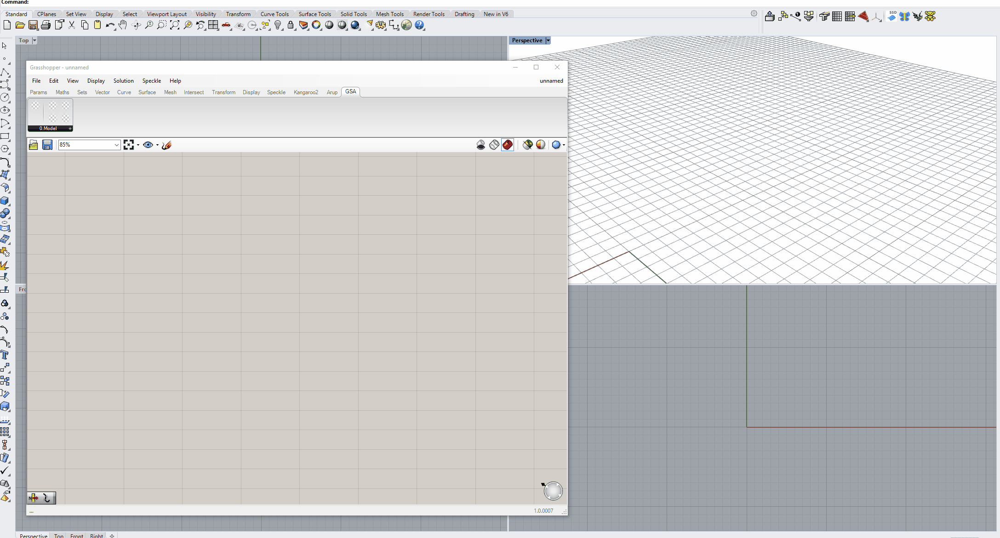 Command:
Standard CPlanes Set View Display Select Viewport Layout Visibility Transform Curve Tools Surface Tools Solid Tools Mesh Tools Render Tools Drafting New in V6
SSD
Top
Perspective
Grasshopper - unnamed
File Edit View Display Solution Speckle Help unnamed
Params Maths Sets Vector Curve Surface Mesh Intersect Transform Display Speckle Kangaroo2 Arup GSA
0.Model +
85%
Fro
N
... 1.0.0007
Perspective Top Front Right